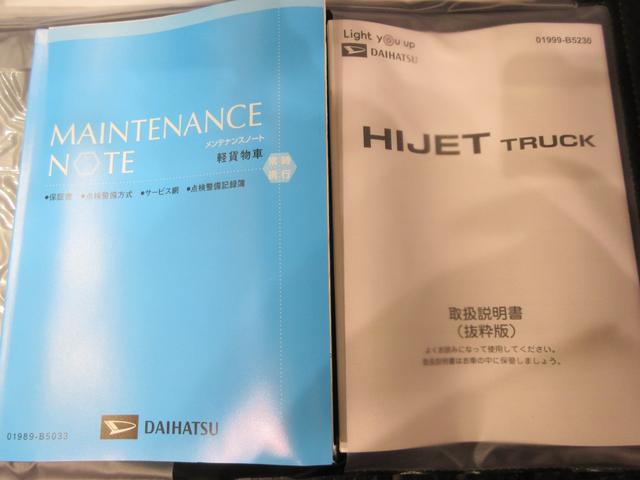 MAINTENANCE
NOTE
メンテナンスノート
軽貨物車
常時
携行
•保証書 •点検整備方式 •サービス網 •点検整備記録簿
01989-B5033
DAIHATSU
Light you up
DAIHATSU
01999-B5230
HIJET TRUCK
取扱説明書
(抜粋版)
よくお読みになって使用してください。
取扱説明書はお車の中に保管しましょう。